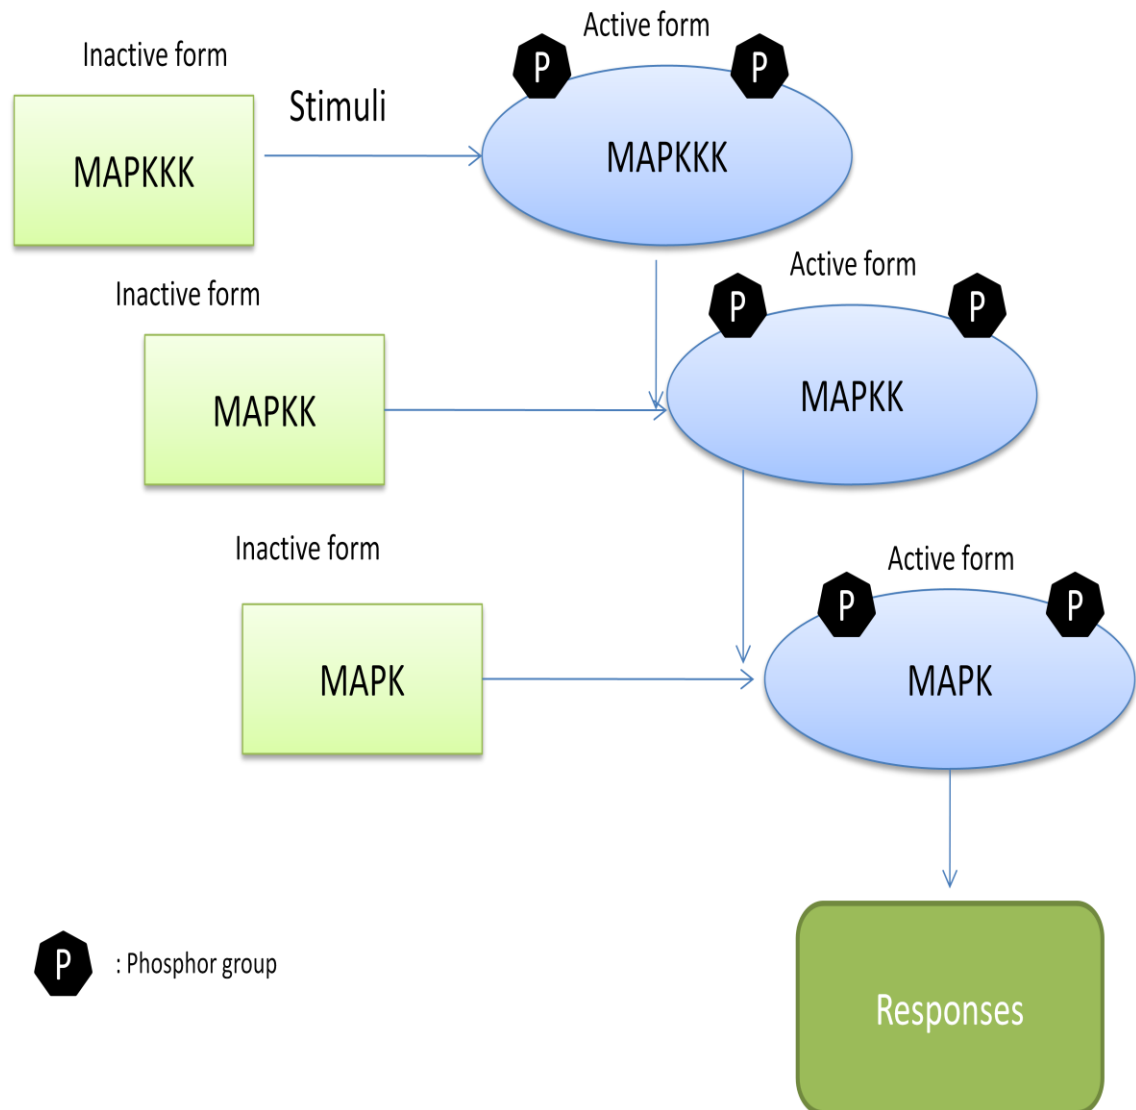 Active form
Inactive form
P
P
Stimuli
MAPKKK
MAPKKK
Active form
Inactive form
P
P
MAPKK
MAPKK
Inactive form
Active form
P
P
MAPK
MAPK
P : Phosphor group
Responses